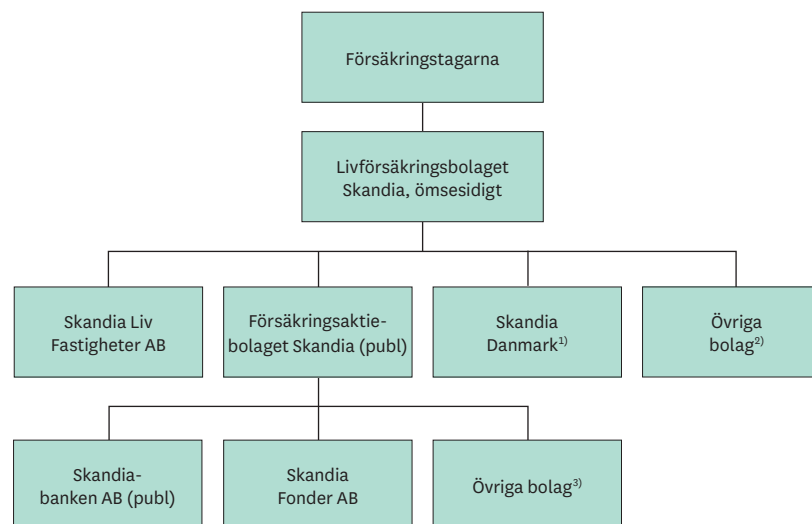 Försäkringstagarna
Livförsäkringsbolaget
Skandia, ömsesidigt
Skandia Liv
Fastigheter AB
Försäkringsaktie-
bolaget Skandia (publ)
Skandia
Danmark1)
Övriga
bolag2)
Skandia-
banken AB (publ)
Skandia
Fonder AB
Övriga bolag3)